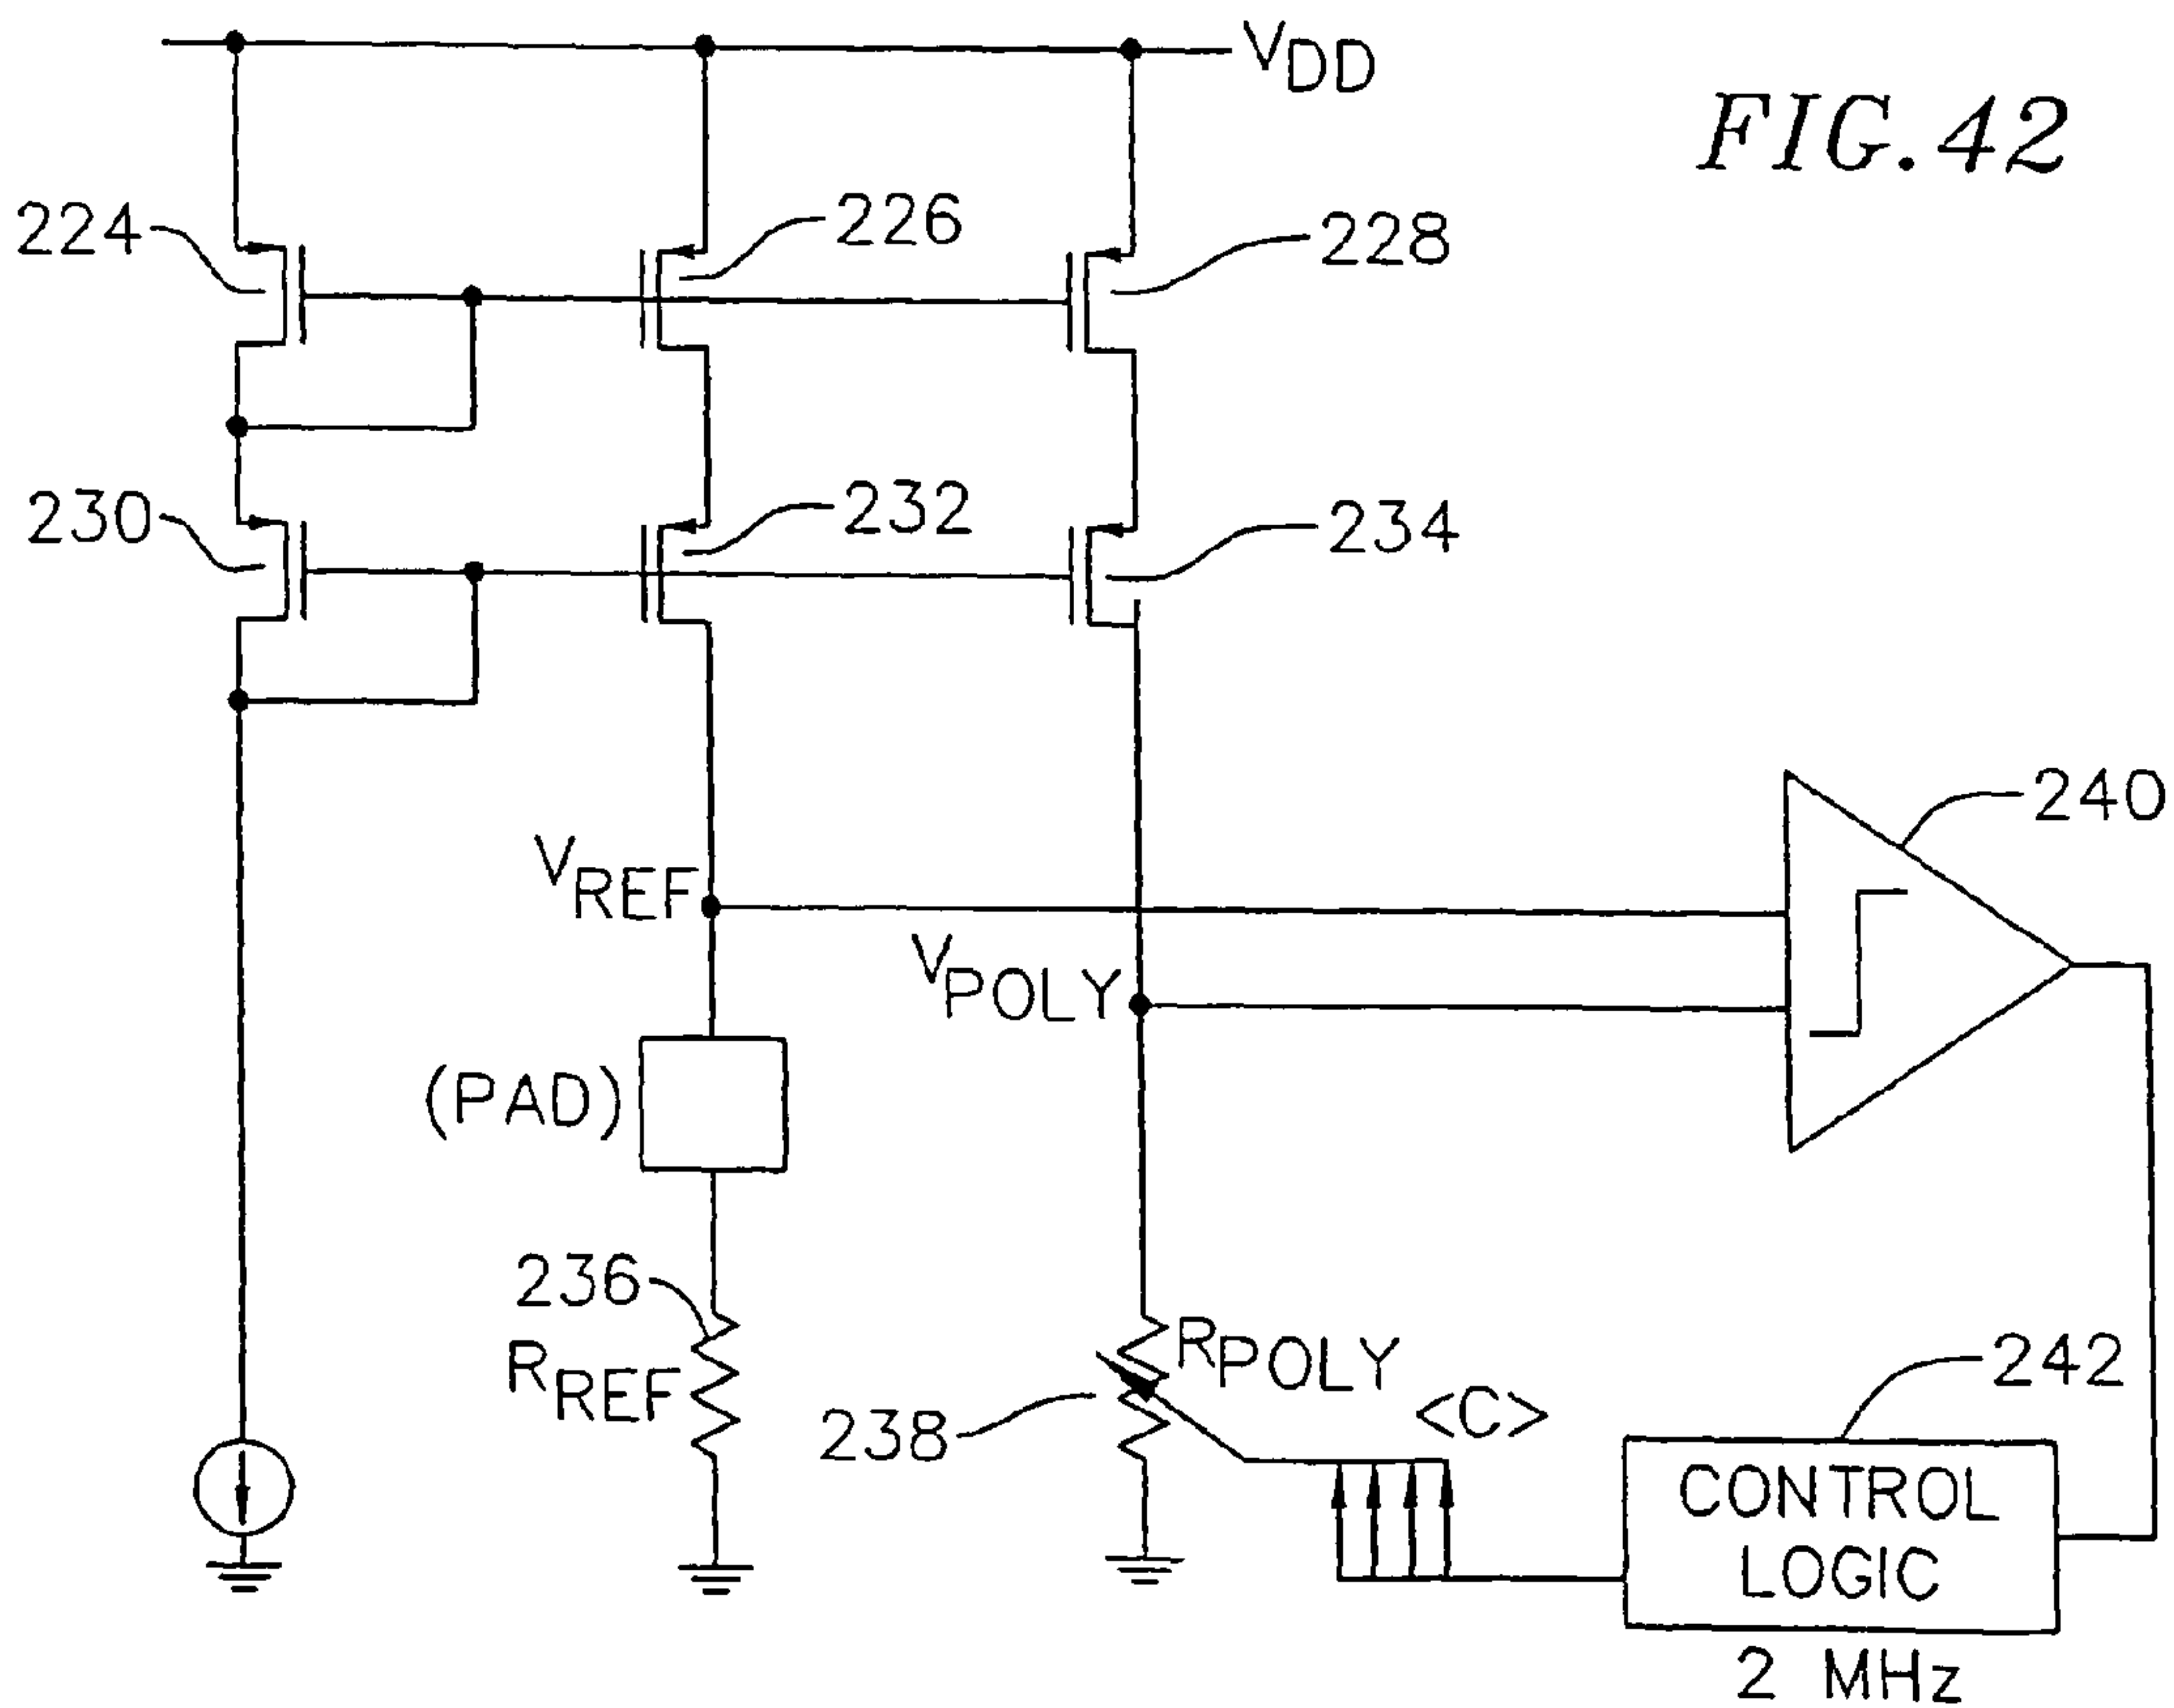 VDD
FIG.42
224
226
228
230
232
234
240
VREF
VPOLY
(PAD)
236
RREF
RPOLY
238
<C>
242
CONTROL
LOGIC
2 MHz